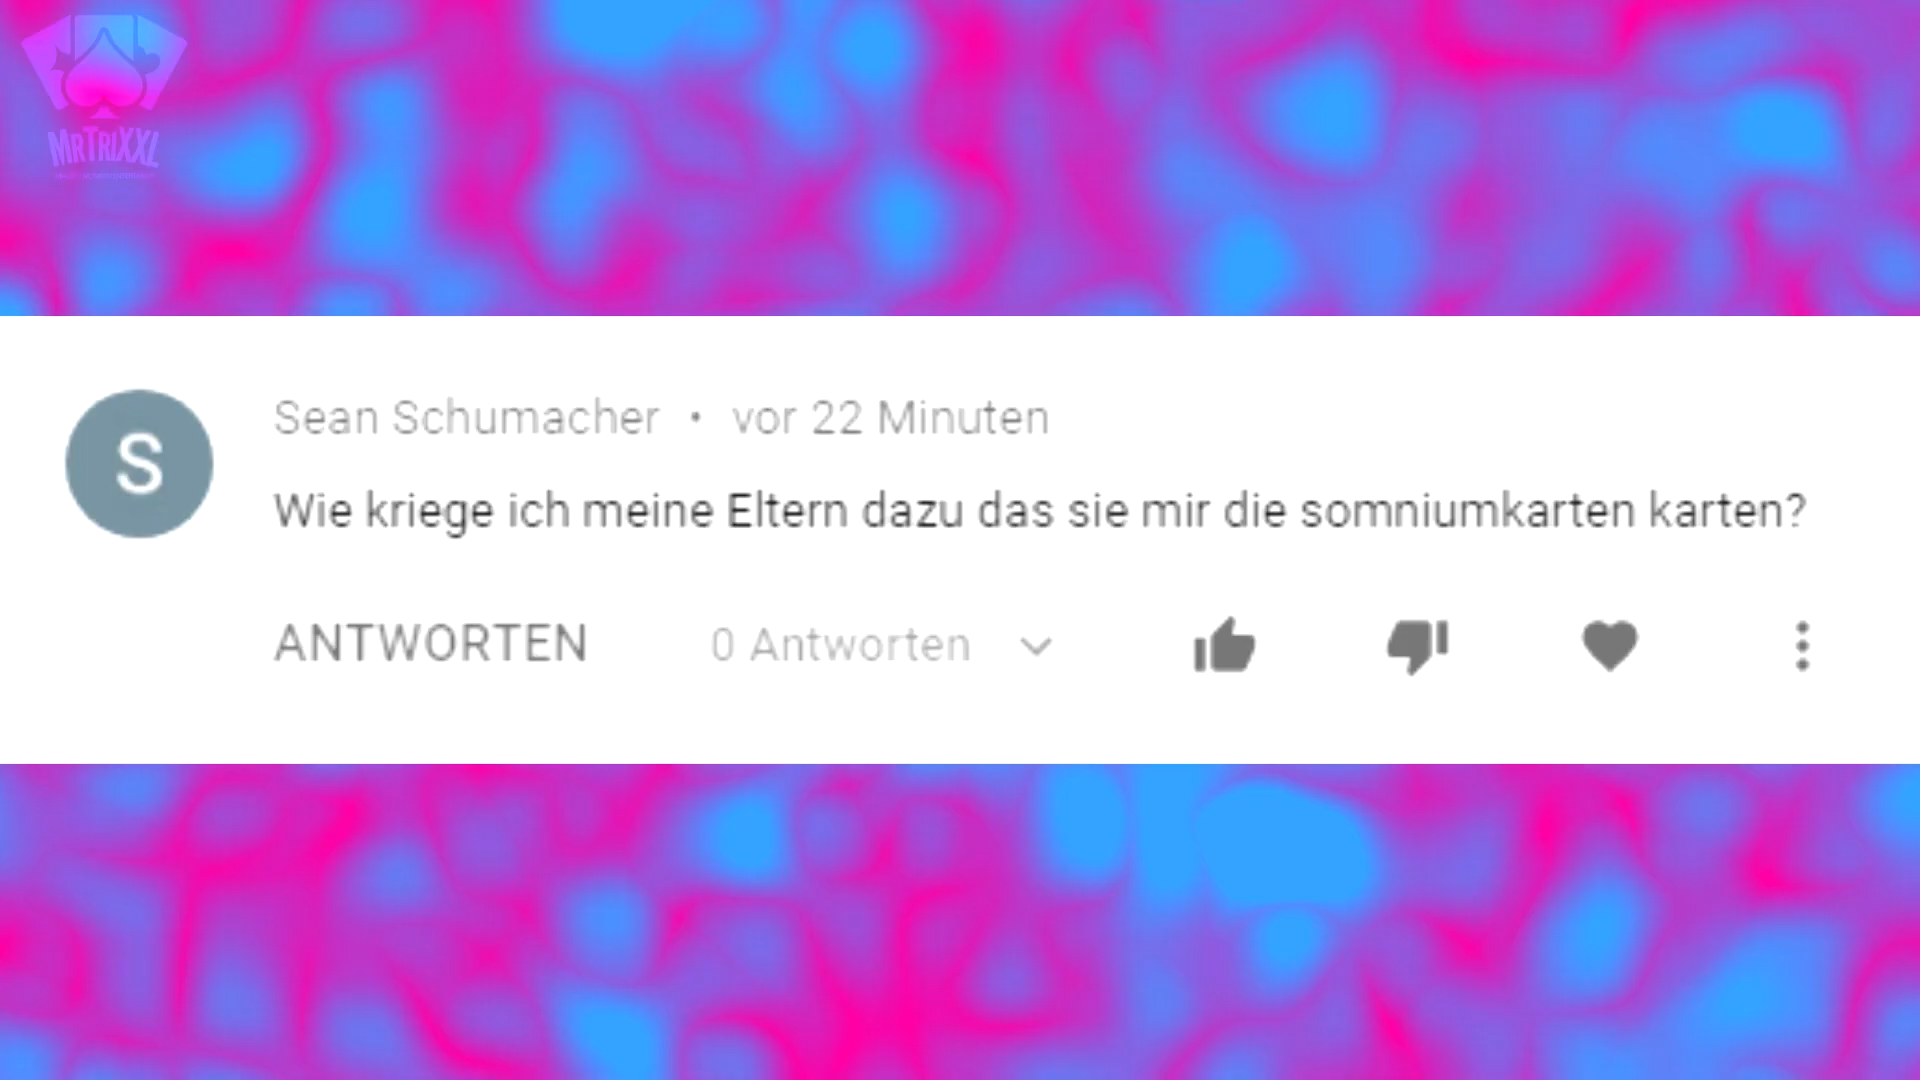 MRTRIXXL
S
Sean Schumacher • vor 22 Minuten
Wie kriege ich meine Eltern dazu das sie mir die somniumkarten karten?
ANTWORTEN 0 Antworten